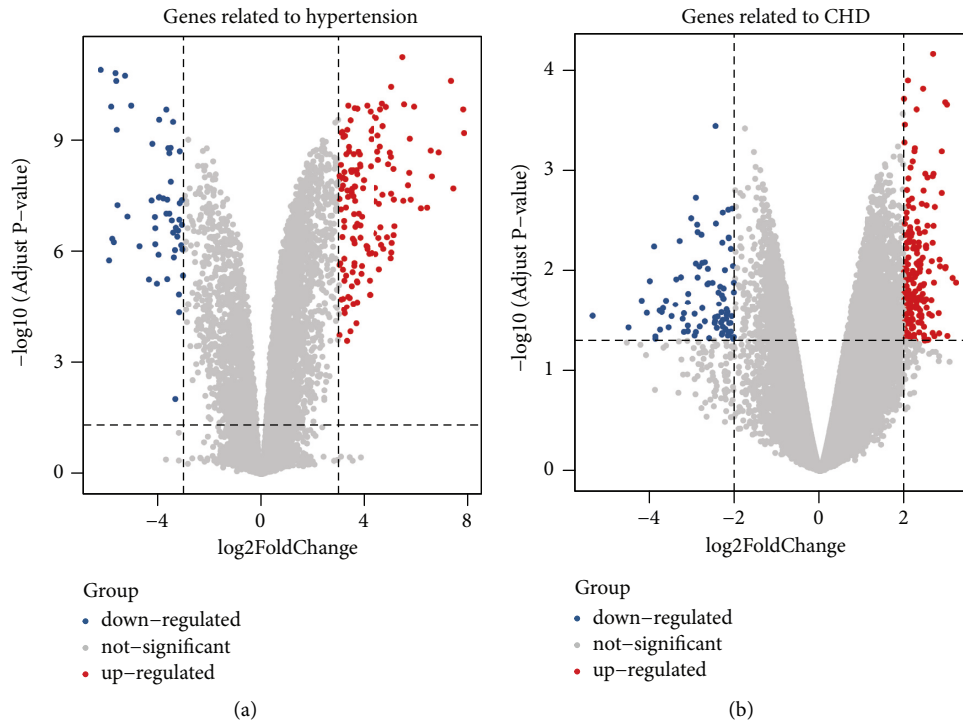 Genes related to hypertension
9
6
3
0
−log10 (Adjust P−value)
−4
0
4
8
log2FoldChange
Group
down−regulated
not−significant
up−regulated
(a)
Genes related to CHD
4
3
2
1
0
−log10 (Adjust P−value)
−4
−2
0
2
log2FoldChange
Group
down−regulated
not−significant
up−regulated
(b)